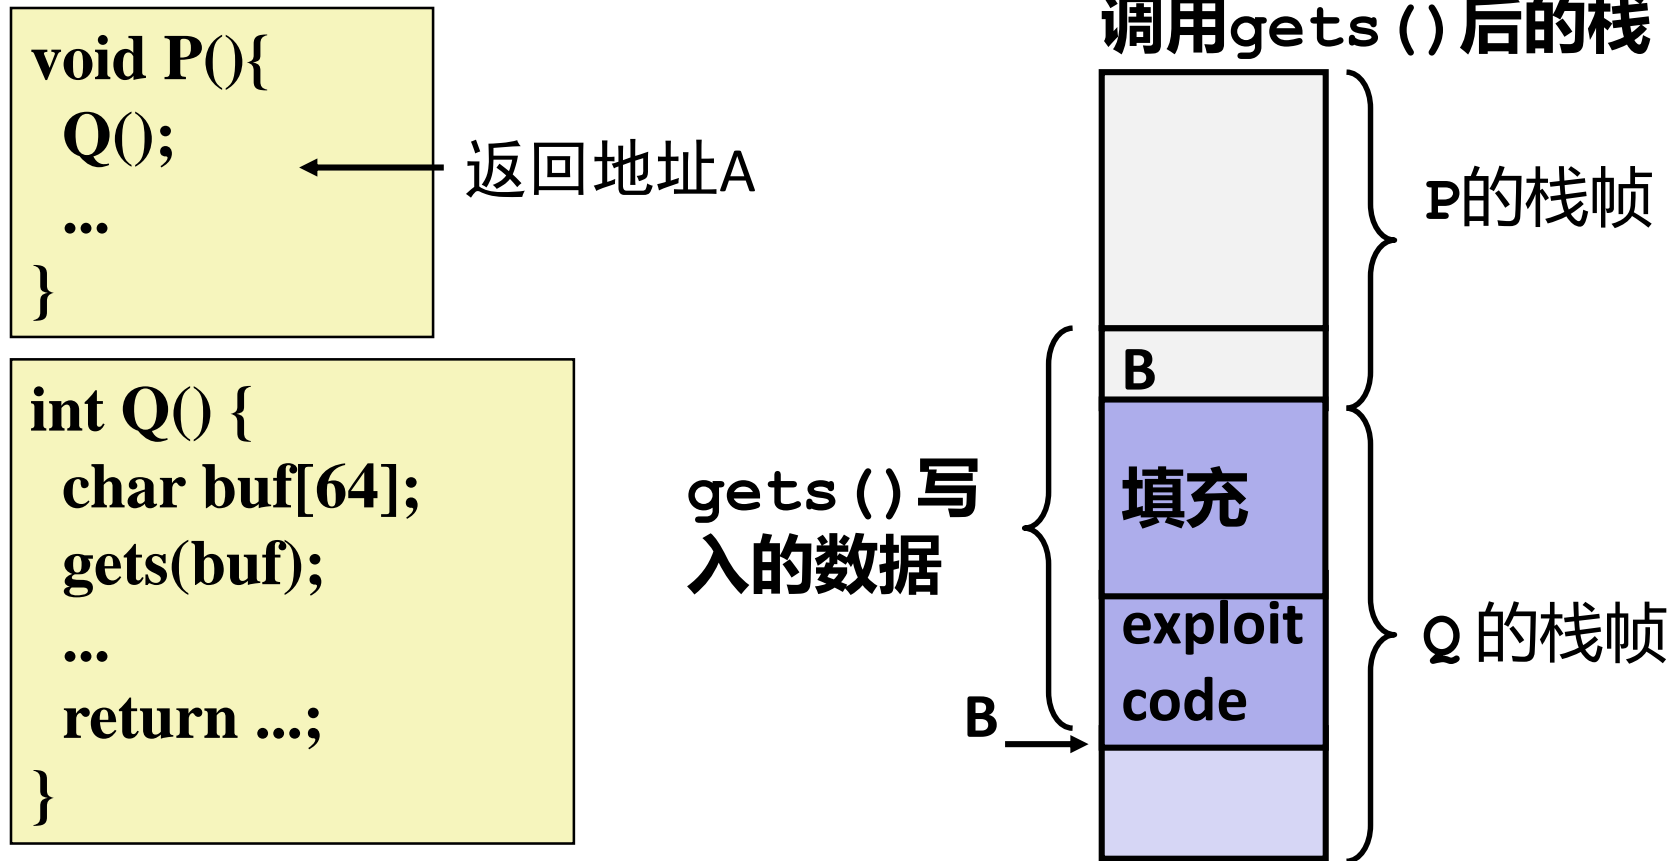 void P(){
Q();
...
}
返回地址A
int Q() {
char buf[64];
gets(buf);
...
return ...;
}
调用gets()后的栈
P的栈帧
B
gets()写
入的数据
填充
exploit
code
B
Q 的栈帧